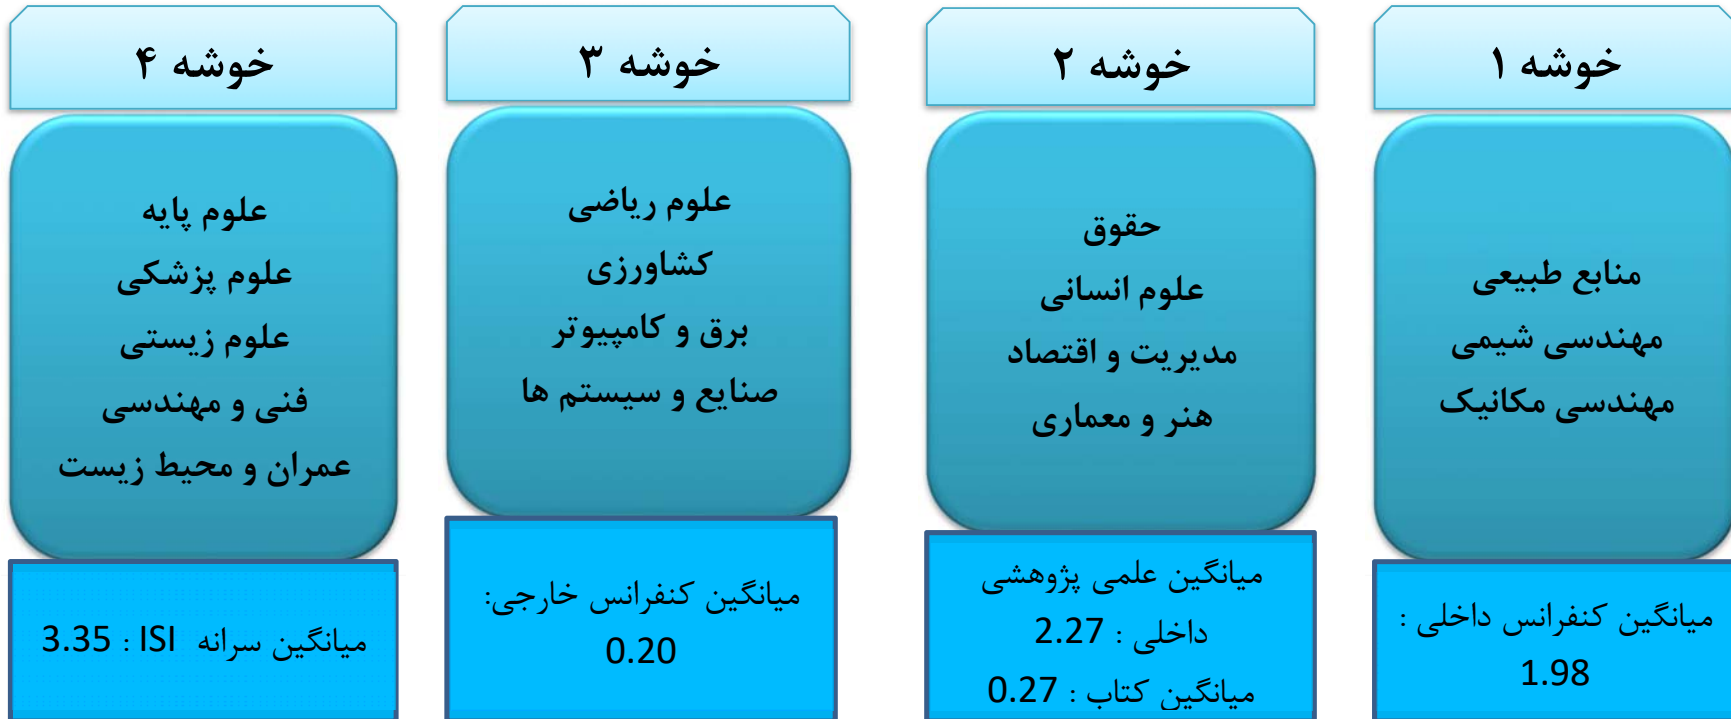 خوشه ۱
منابع طبیعی
مهندسی شیمی
مهندسی مکانیک
میانگین کنفرانس داخلی :
1.98
خوشه ۲
حقوق
علوم انسانی
مدیریت و اقتصاد
هنر و معماری
میانگین علمی پژوهشی
داخلی : 2.27
میانگین کتاب : 0.27
خوشه ۳
علوم ریاضی
کشاورزی
برق و کامپیوتر
صنایع و سیستم ها
میانگین کنفرانس خارجی:
0.20
خوشه ۴
علوم پایه
علوم پزشکی
علوم زیستی
فنی و مهندسی
عمران و محیط زیست
میانگین سرانه ISI : 3.35